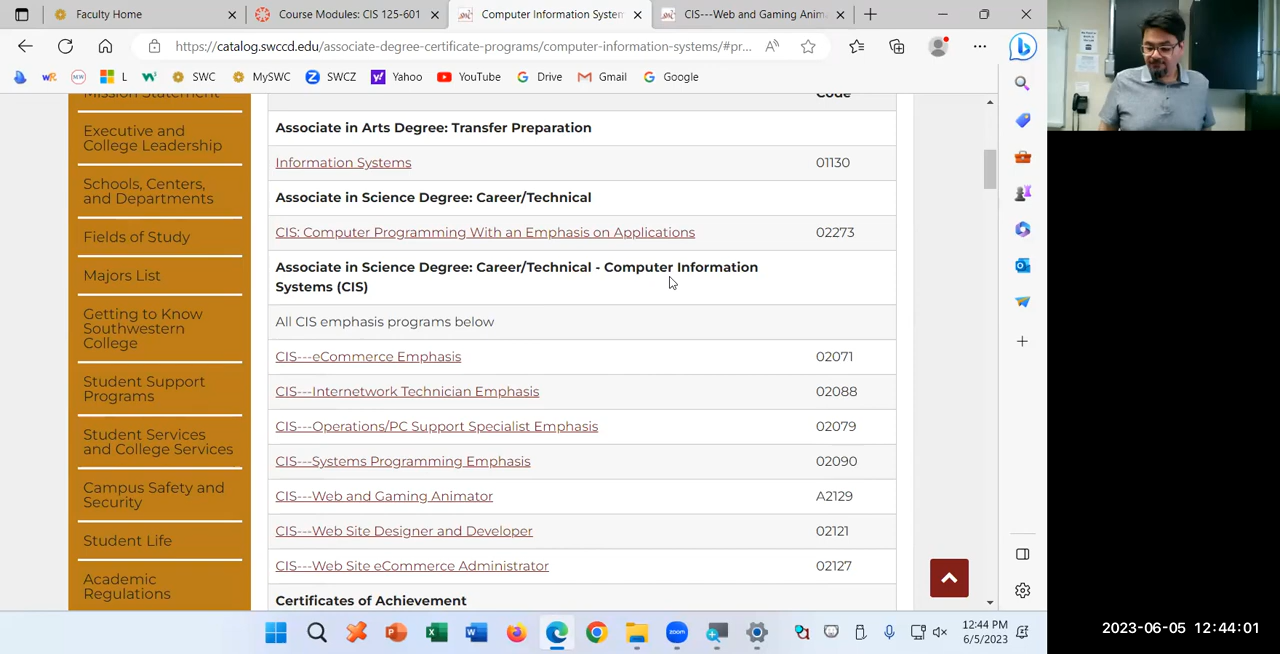 Faculty Home
Course Modules: CIS 125-601
Computer Information System
CIS---Web and Gaming Anim
https://catalog.swccd.edu/associate-degree-certificate-programs/computer-information-systems/#pr...
L
SWC
MySWC
SWCZ
Yahoo
YouTube
Drive
Gmail
Google
Mission Statement
Executive and
College Leadership
Schools, Centers,
and Departments
Fields of Study
Majors List
Getting to Know
Southwestern
College
Student Support
Programs
Student Services
and College Services
Campus Safety and
Security
Student Life
Academic
Regulations
Code
Associate in Arts Degree: Transfer Preparation
Information Systems 01130
Associate in Science Degree: Career/Technical
CIS: Computer Programming With an Emphasis on Applications 02273
Associate in Science Degree: Career/Technical - Computer Information
Systems (CIS)
All CIS emphasis programs below
CIS---eCommerce Emphasis 02071
CIS---Internetwork Technician Emphasis 02088
CIS---Operations/PC Support Specialist Emphasis 02079
CIS---Systems Programming Emphasis 02090
CIS---Web and Gaming Animator A2129
CIS---Web Site Designer and Developer 02121
CIS---Web Site eCommerce Administrator 02127
Certificates of Achievement
zoom
12:44 PM
6/5/2023
2023-06-05 12:44:01